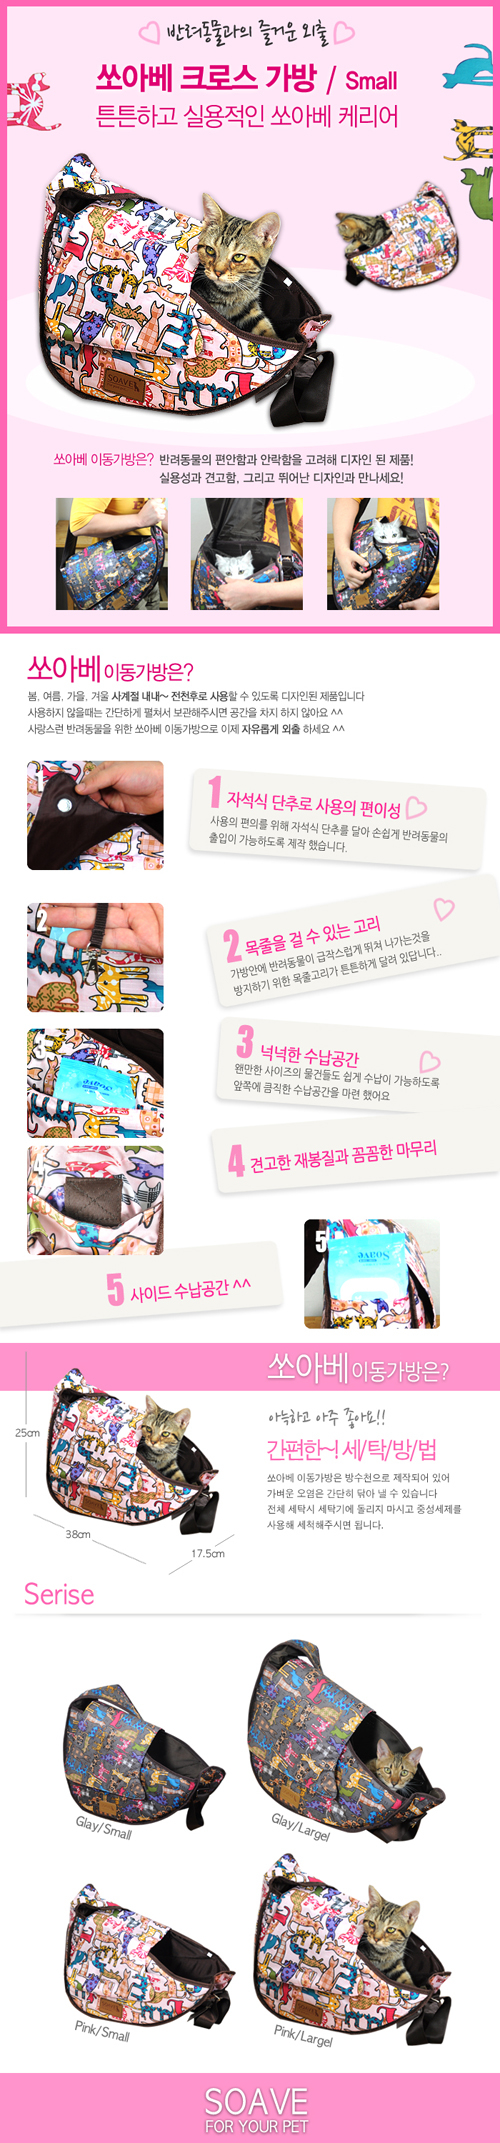 반려동물과의 즐거운 외출
쏘아베 크로스 가방 / Small
튼튼하고 실용적인 쏘아베 케리어
SOAVE
쏘아베 이동가방은? 반려동물의 편안함과 안락함을 고려해 디자인 된 제품!
실용성과 견고함, 그리고 뛰어난 디자인과 만나세요!
쏘아베 이동가방은?
봄, 여름, 가을, 겨울 사계절 내내~ 전천후로 사용할 수 있도록 디자인된 제품입니다
사용하지 않을때는 간단하게 펼쳐서 보관해주시면 공간을 차지 하지 않아요 ^^
사랑스런 반려동물을 위한 쏘아베 이동가방으로 이제 자유롭게 외출 하세요 ^^
1
1 자석식 단추로 사용의 편이성
사용의 편의를 위해 자석식 단추를 달아 손쉽게 반려동물의
출입이 가능하도록 제작 했습니다.
2
2 목줄을 걸 수 있는 고리
가방안에 반려동물이 급작스럽게 뛰쳐 나가는것을
방지하기 위한 목줄고리가 튼튼하게 달려 있답니다..
3
Soave
3 넉넉한 수납공간
왠만한 사이즈의 물건들도 쉽게 수납이 가능하도록
앞쪽에 큼직한 수납공간을 마련 했어요
4
4 견고한 재봉질과 꼼꼼한 마무리
5
Soave
5 사이드 수납공간 ^^
쏘아베 이동가방은?
25cm
38cm
17.5cm
아늑하고 아주 좋아요!!
간편한~! 세/탁/방/법
쏘아베 이동가방은 방수천으로 제작되어 있어
가벼운 오염은 간단히 닦아 낼 수 있습니다
전체 세탁시 세탁기에 돌리지 마시고 중성세제를
사용해 세척해주시면 됩니다.
Serise
Glay/Small
Glay/Largel
Pink/Small
Pink/Largel
SOAVE
FOR YOUR PET